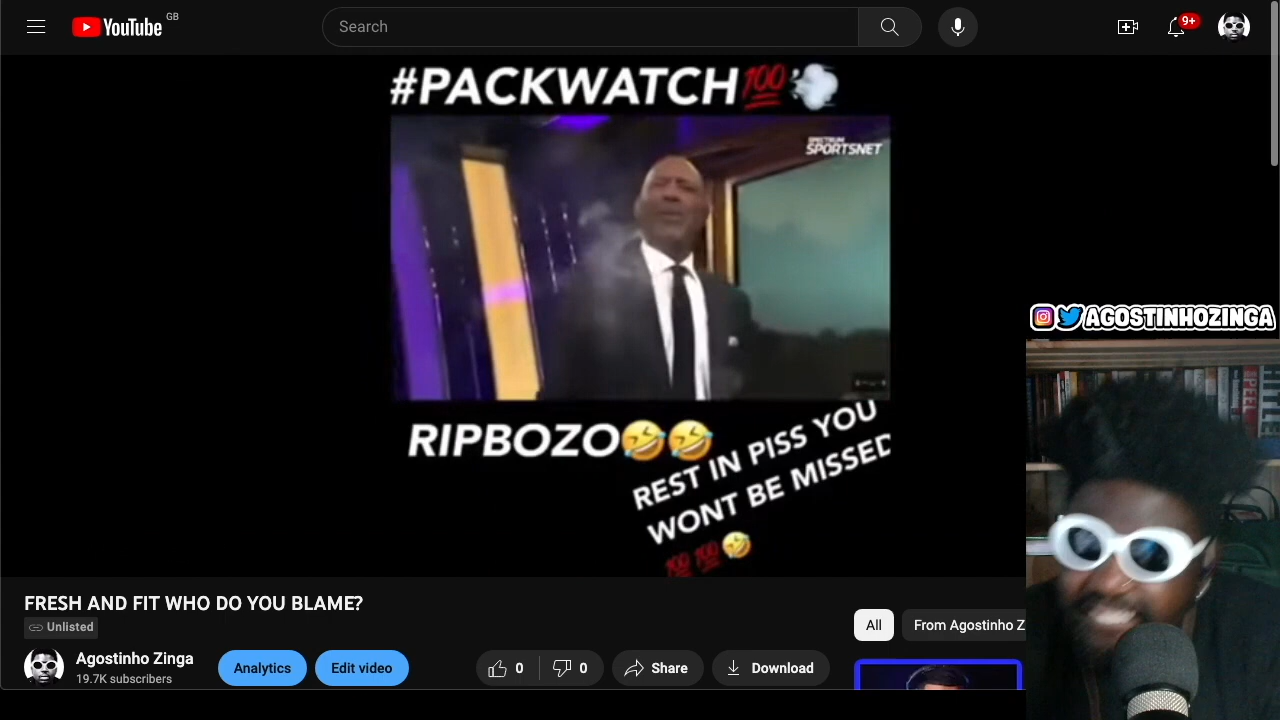 YouTube GB
Search
9+
#PACKWATCH💯💨
SPECTRUM
SPORTSNET
RIPBOZO🤣🤣
REST IN PISS YOU
WONT BE MISSED
💯💯🤣
AGOSTINHOZINGA
SPEED
FRESH AND FIT WHO DO YOU BLAME?
Unlisted
All
From Agostinho Z
Agostinho Zinga
19.7K subscribers
Analytics
Edit video
0
0
Share
Download